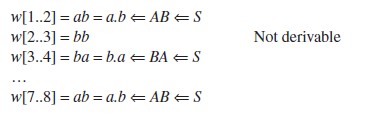 w[1..2] = ab = a.b ⇐ AB ⇐ S
w[2..3] = bb Not derivable
w[3..4] = ba = b.a ⇐ BA ⇐ S
…
w[7..8] = ab = a.b ⇐ AB ⇐ S